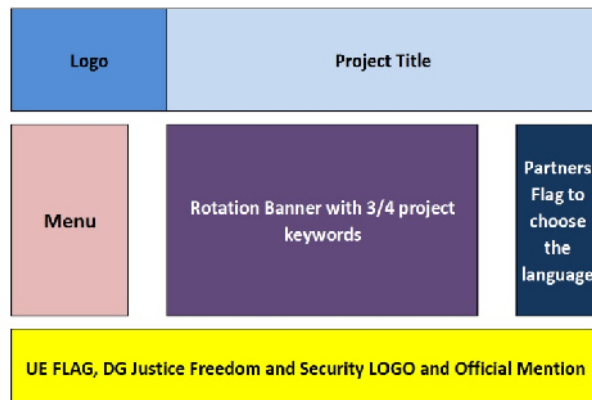 Logo
Project Title
Menu
Rotation Banner with 3/4 project
keywords
Partners
Flag to
choose
the
language
UE FLAG, DG Justice Freedom and Security LOGO and Official Mention